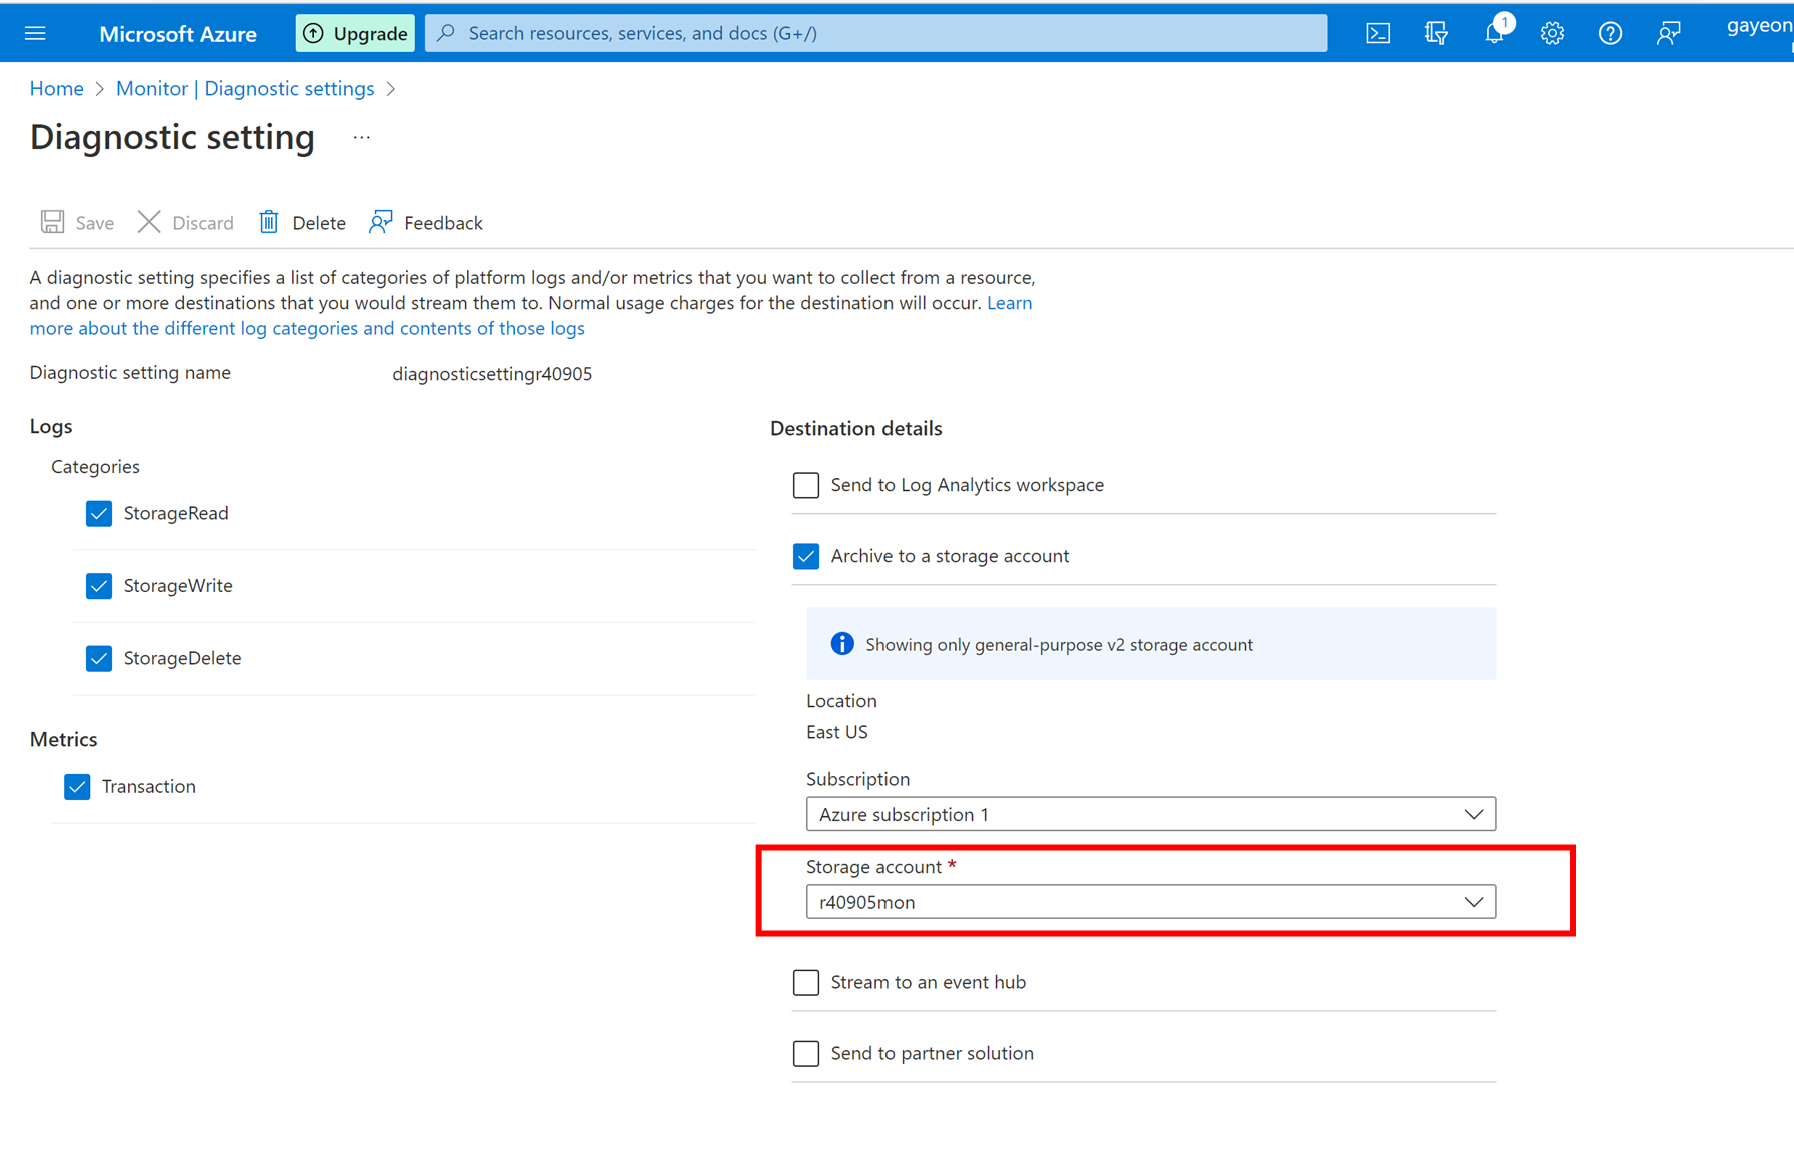 Microsoft Azure
Upgrade
Search resources, services, and docs (G+/)
1
gayeon
Home > Monitor | Diagnostic settings >
Diagnostic setting ...
Save
Discard
Delete
Feedback
A diagnostic setting specifies a list of categories of platform logs and/or metrics that you want to collect from a resource,
and one or more destinations that you would stream them to. Normal usage charges for the destination will occur. Learn
more about the different log categories and contents of those logs
Diagnostic setting name
diagnosticsettingr40905
Logs
Categories
StorageRead
StorageWrite
StorageDelete
Metrics
Transaction
Destination details
Send to Log Analytics workspace
Archive to a storage account
Showing only general-purpose v2 storage account
Location
East US
Subscription
Azure subscription 1
Storage account *
r40905mon
Stream to an event hub
Send to partner solution